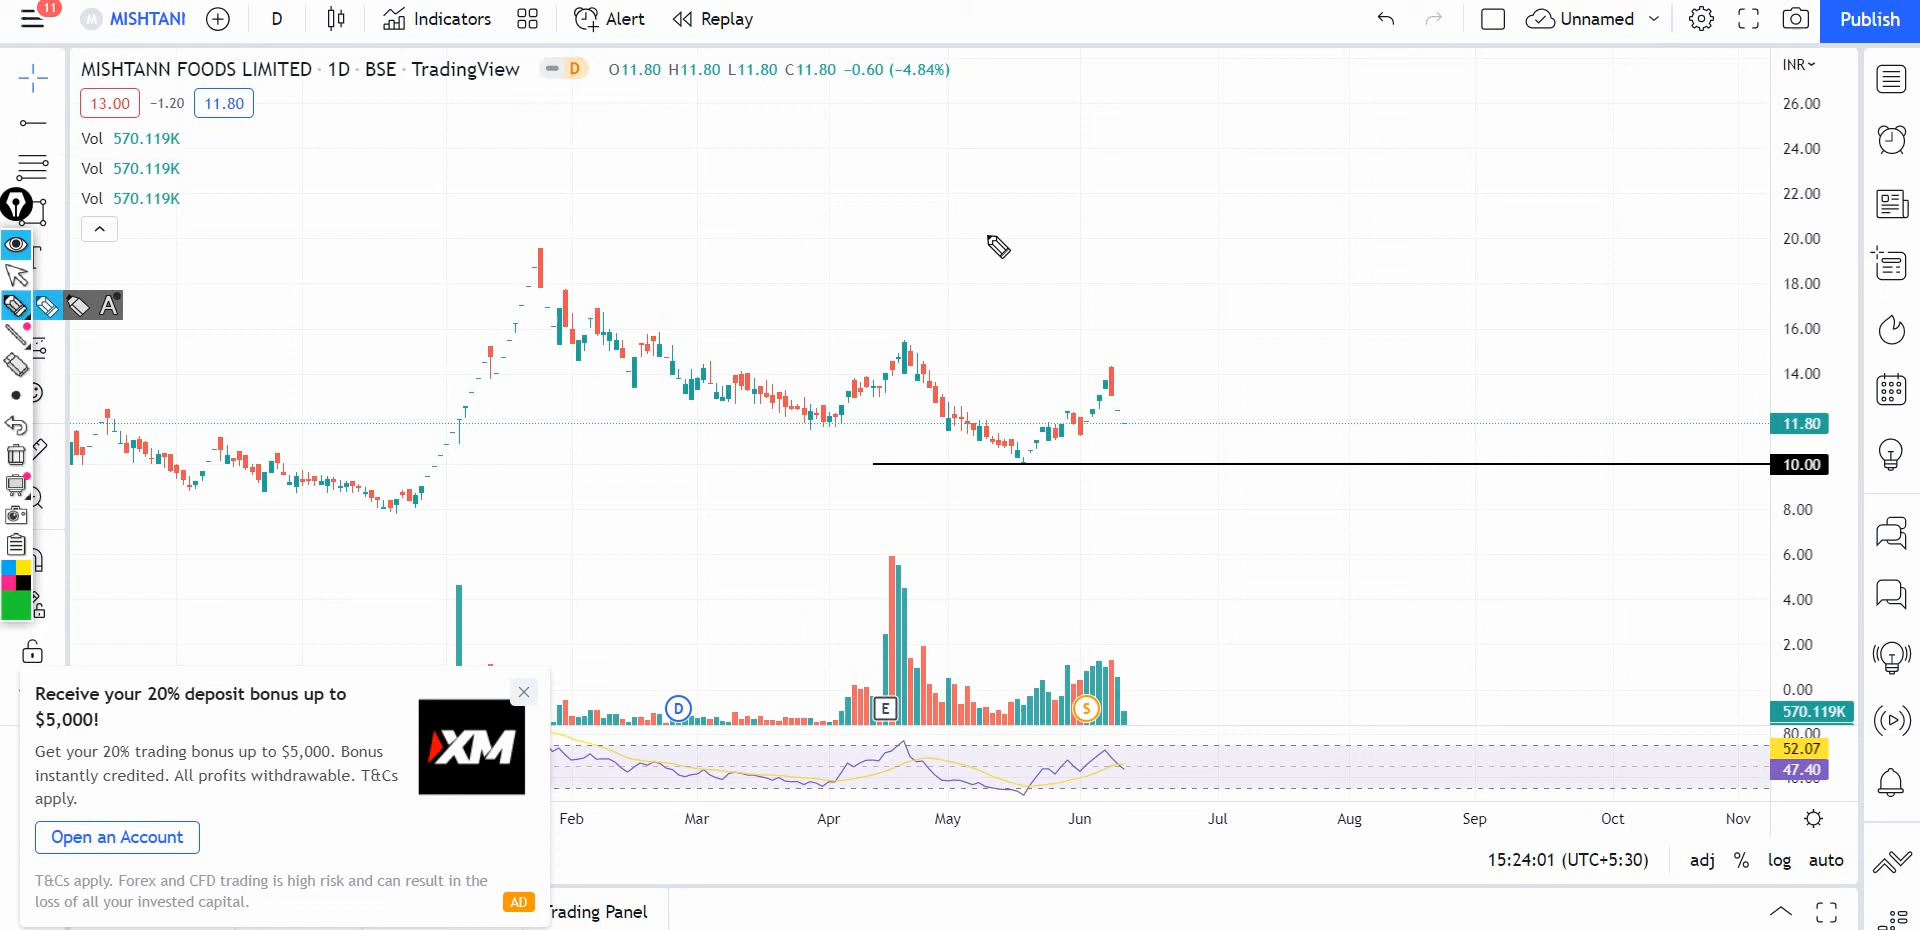 11
M MISHTANN
D
Indicators
Alert
Replay
Unnamed
Publish
MISHTANN FOODS LIMITED · 1D · BSE · TradingView
D
O11.80 H11.80 L11.80 C11.80 −0.60 (−4.84%)
INR
13.00
−1.20
11.80
Vol 570.119K
Vol 570.119K
Vol 570.119K
A
26.00
24.00
22.00
20.00
18.00
16.00
14.00
11.80
10.00
8.00
6.00
4.00
2.00
0.00
570.119K
80.00
52.07
47.40
D
E
S
Receive your 20% deposit bonus up to
$5,000!
Get your 20% trading bonus up to $5,000. Bonus
instantly credited. All profits withdrawable. T&Cs
apply.
XM
Open an Account
T&Cs apply. Forex and CFD trading is high risk and can result in the
loss of all your invested capital.
AD
Feb
Mar
Apr
May
Jun
Jul
Aug
Sep
Oct
Nov
15:24:01 (UTC+5:30)
adj
%
log
auto
Trading Panel